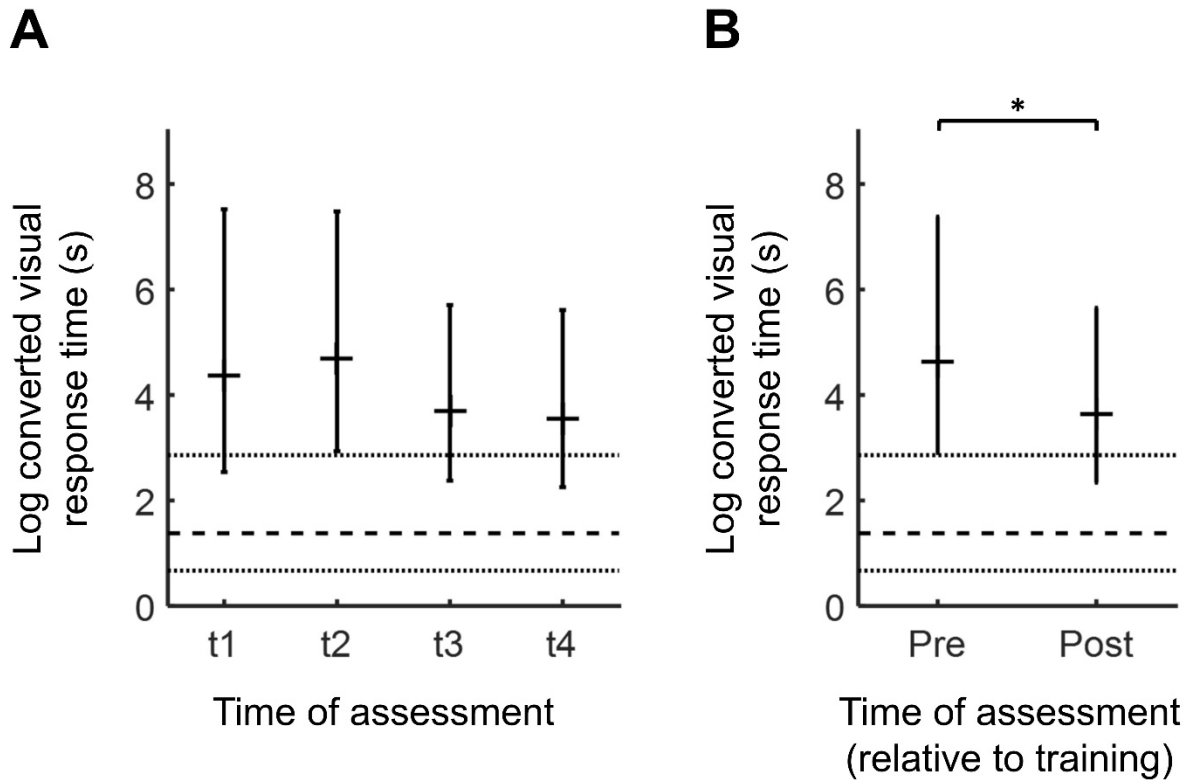 A
Log converted visual
response time (s)
8
6
4
2
0
t1 t2 t3 t4
Time of assessment
B
*
Log converted visual
response time (s)
8
6
4
2
0
Pre Post
Time of assessment
(relative to training)